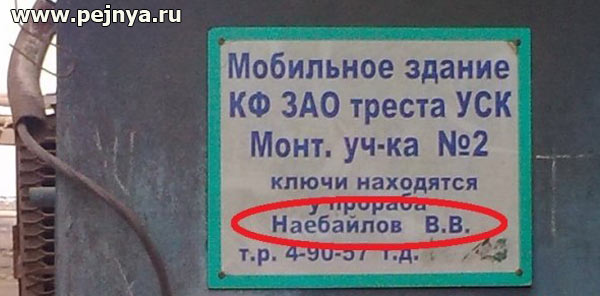 www.pejnya.ru
Мобильное здание
КФ ЗАО треста УСК
Монт. уч-ка №2
ключи находятся
у прораба
Наебайлов В.В.
т.р. 4-90-57 т.д.